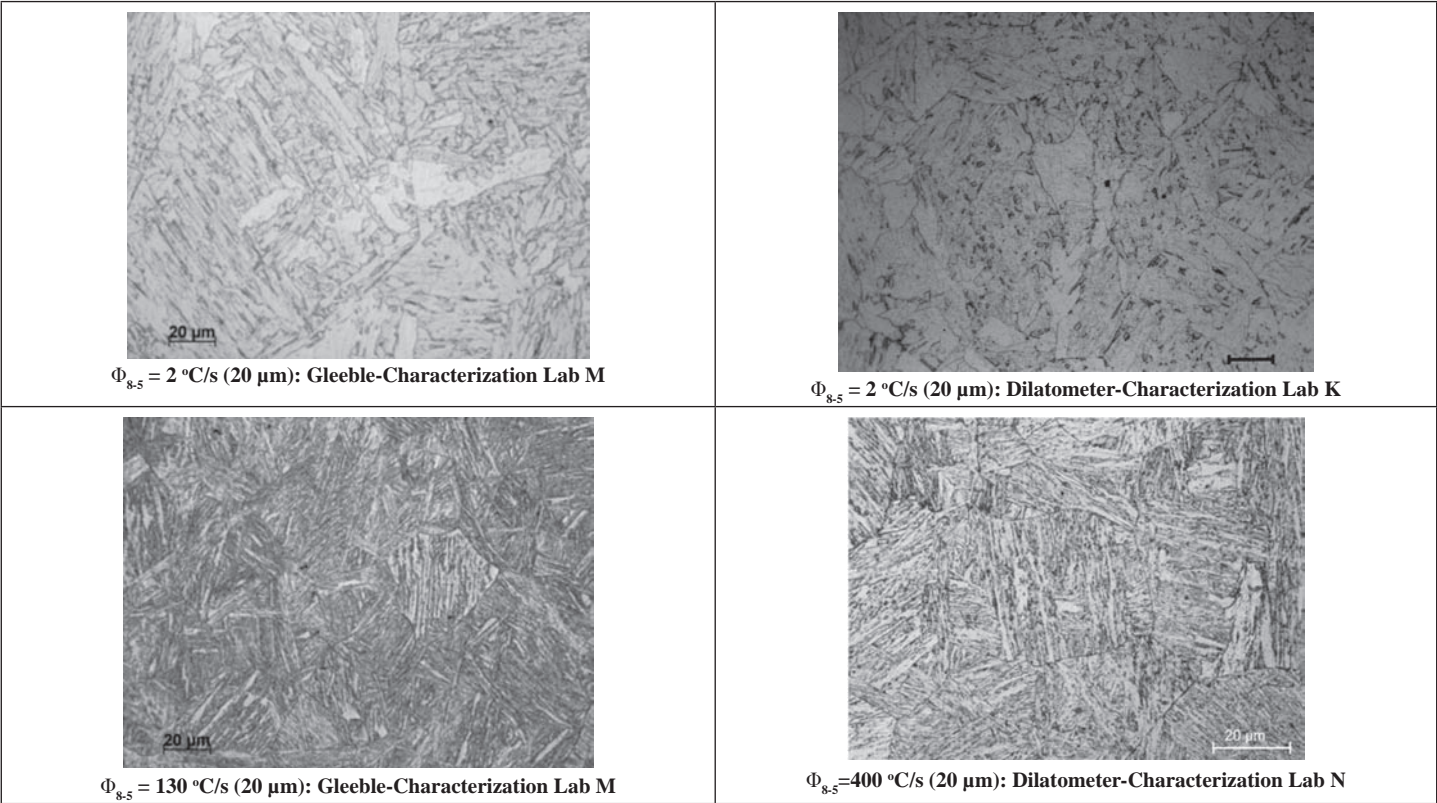 20 µm
Φ8-5 = 2 ºC/s (20 µm): Gleeble-Characterization Lab M
Φ8-5 = 2 ºC/s (20 µm): Dilatometer-Characterization Lab K
20 µm
Φ8-5 = 130 ºC/s (20 µm): Gleeble-Characterization Lab M
20 µm
Φ8-5=400 ºC/s (20 µm): Dilatometer-Characterization Lab N